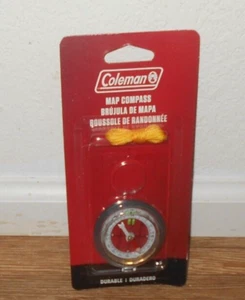 Coleman
MAP COMPASS
BRÚJULA DE MAPA
BOUSSOLE DE RANDONNÉE
DURABLE / DURADERO